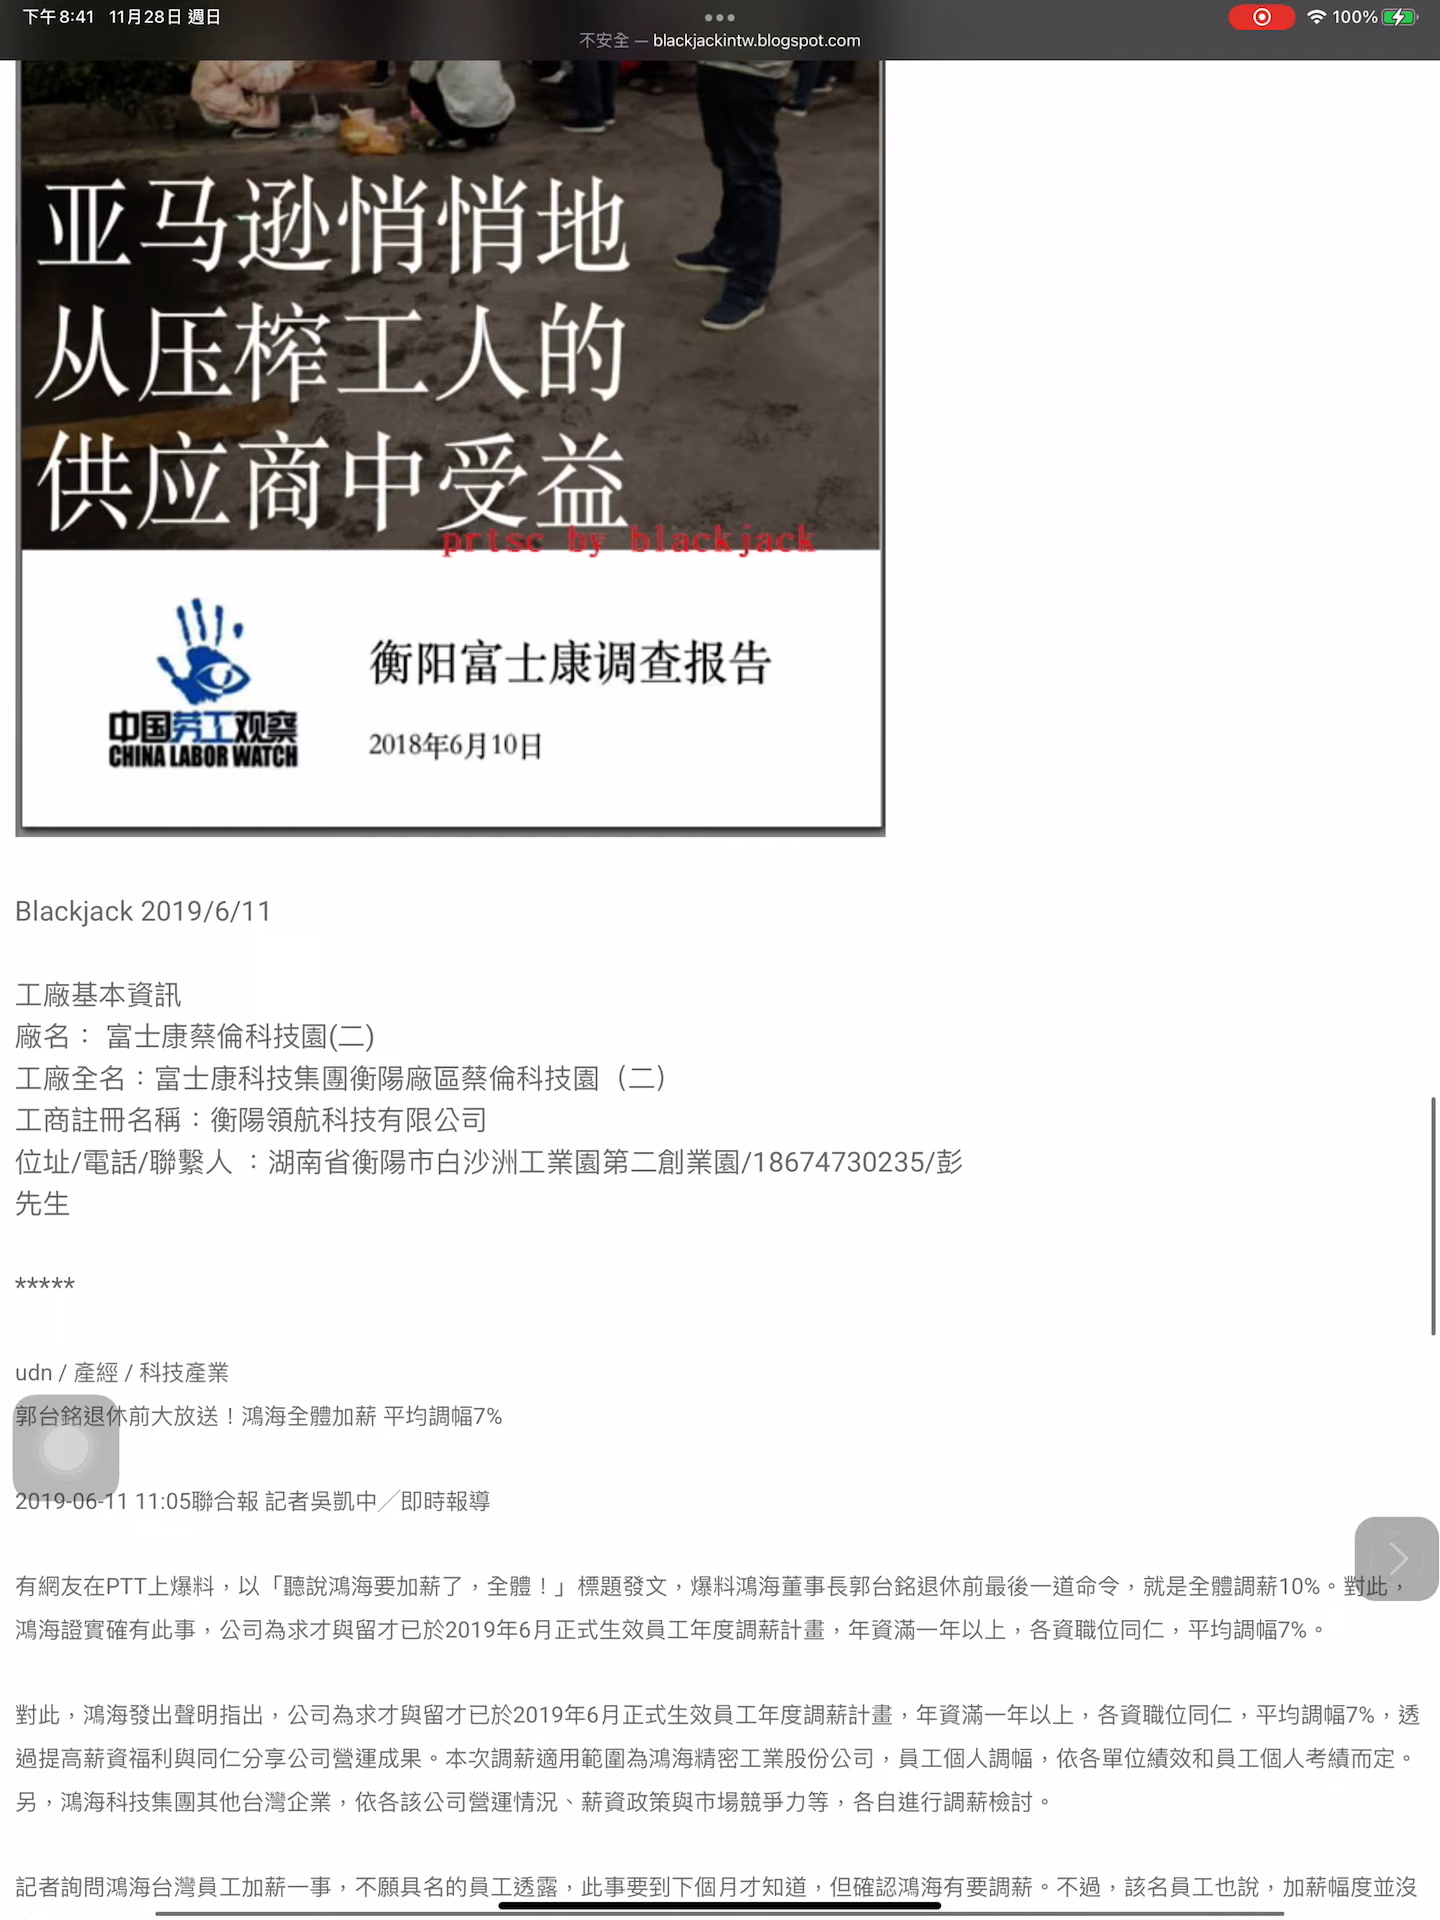 下午8:41 11月28日 週日
100%
不安全 — blackjackintw.blogspot.com
亚马逊悄悄地
从压榨工人的
供应商中受益
prtsc by blackjack
中国劳工观察
CHINA LABOR WATCH
衡阳富士康调查报告
2018年6月10日
Blackjack 2019/6/11
工廠基本資訊
廠名： 富士康蔡倫科技園(二)
工廠全名：富士康科技集團衡陽廠區蔡倫科技園（二）
工商註冊名稱：衡陽領航科技有限公司
位址/電話/聯繫人 ：湖南省衡陽市白沙洲工業園第二創業園/18674730235/彭
先生
*****
udn / 產經 / 科技產業
郭台銘退休前大放送！鴻海全體加薪 平均調幅7%
2019-06-11 11:05聯合報 記者吳凱中／即時報導
有網友在PTT上爆料，以「聽說鴻海要加薪了，全體！」標題發文，爆料鴻海董事長郭台銘退休前最後一道命令，就是全體調薪10%。對此，
鴻海證實確有此事，公司為求才與留才已於2019年6月正式生效員工年度調薪計畫，年資滿一年以上，各資職位同仁，平均調幅7%。
對此，鴻海發出聲明指出，公司為求才與留才已於2019年6月正式生效員工年度調薪計畫，年資滿一年以上，各資職位同仁，平均調幅7%，透
過提高薪資福利與同仁分享公司營運成果。本次調薪適用範圍為鴻海精密工業股份公司，員工個人調幅，依各單位績效和員工個人考績而定。
另，鴻海科技集團其他台灣企業，依各該公司營運情況、薪資政策與市場競爭力等，各自進行調薪檢討。
記者詢問鴻海台灣員工加薪一事，不願具名的員工透露，此事要到下個月才知道，但確認鴻海有要調薪。不過，該名員工也說，加薪幅度並沒